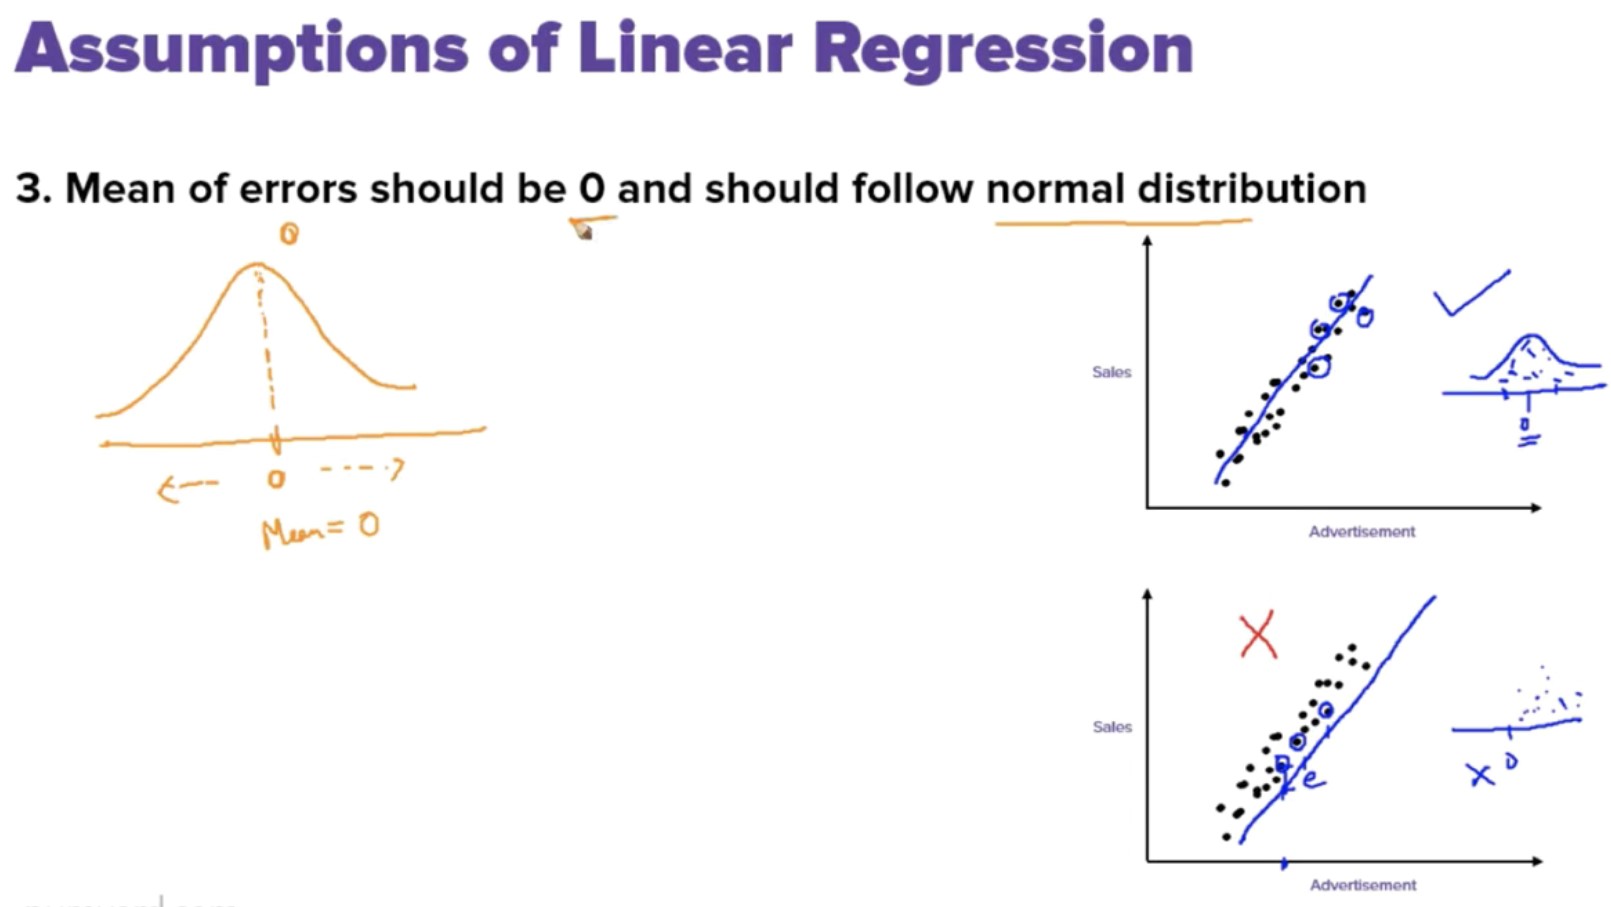 Assumptions of Linear Regression
3. Mean of errors should be 0 and should follow normal distribution
0
0
Mean = 0
Sales
0
Advertisement
Sales
e
0
Advertisement